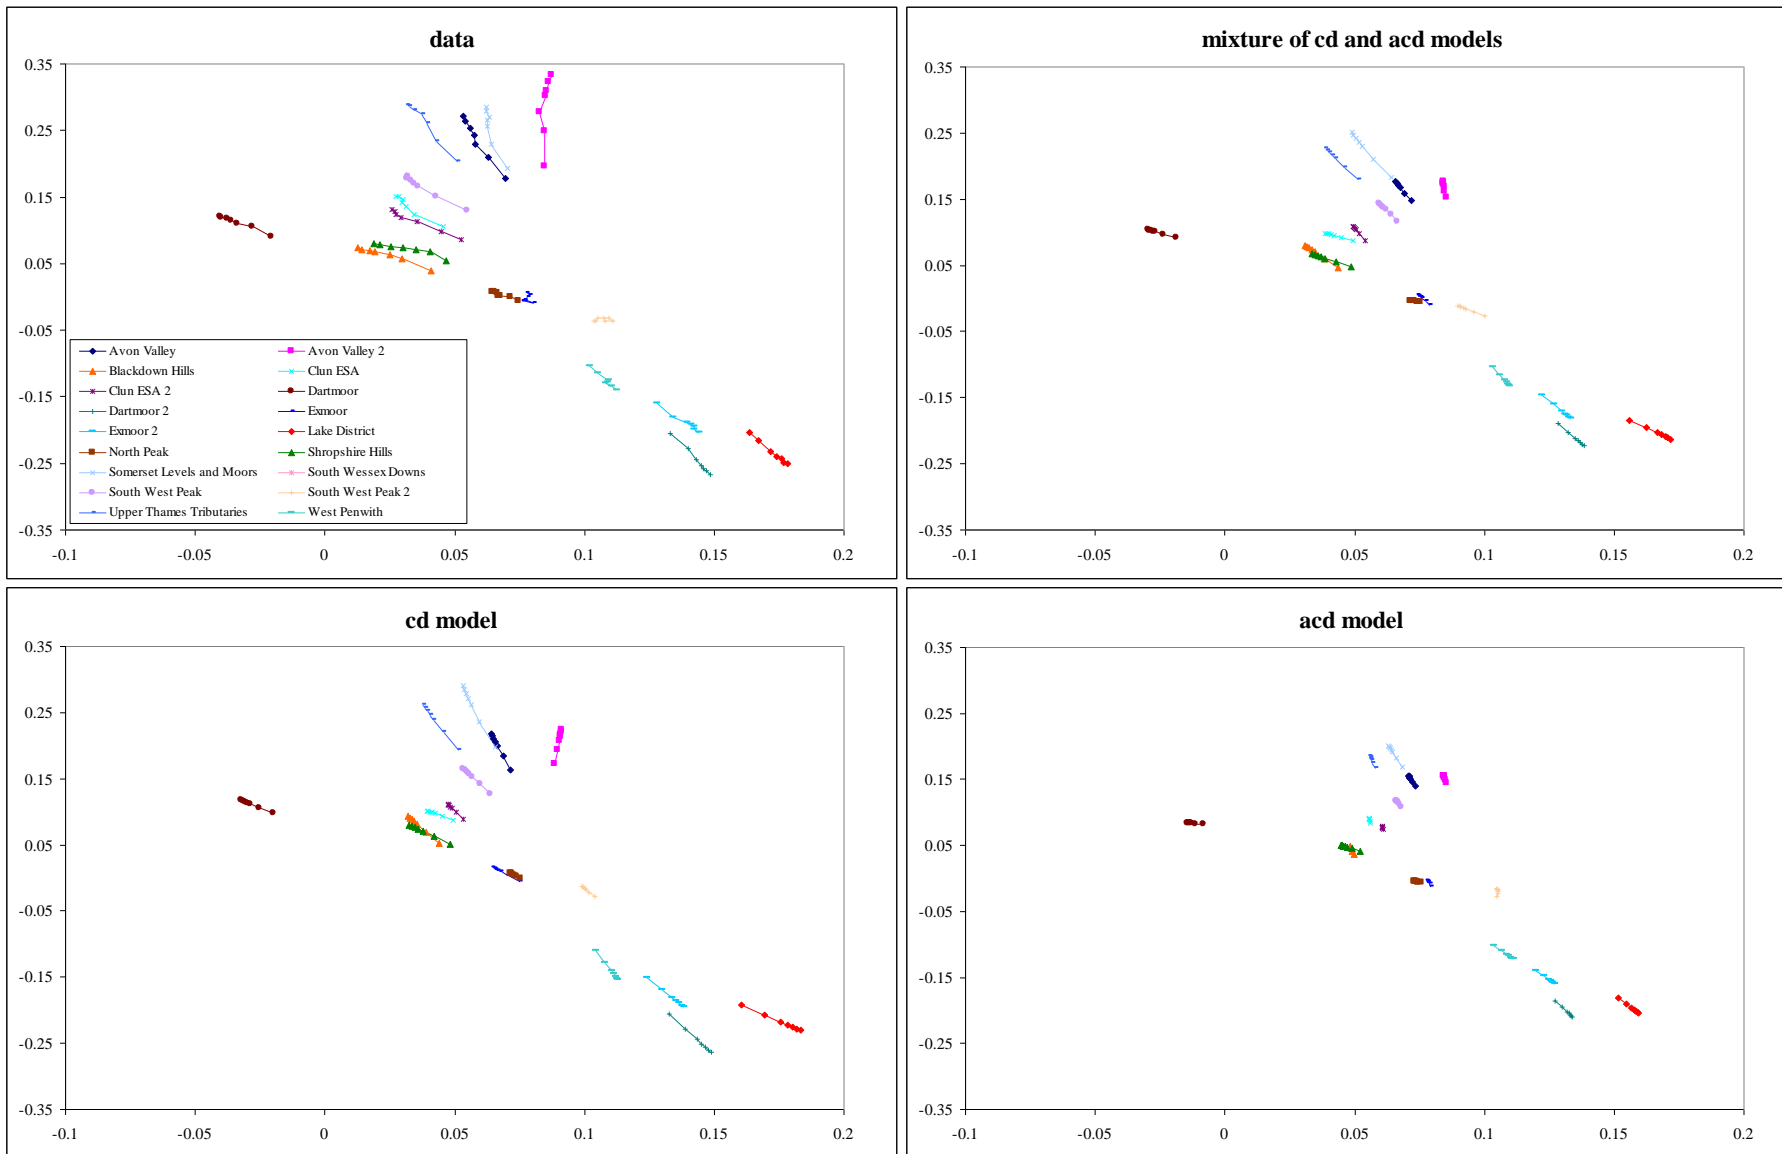 data
0.35
0.25
0.15
0.05
-0.05
-0.15
-0.25
-0.35
-0.1 -0.05 0 0.05 0.1 0.15 0.2
Avon Valley Avon Valley 2
Blackdown Hills Clun ESA
Clun ESA 2 Dartmoor
Dartmoor 2 Exmoor
Exmoor 2 Lake District
North Peak Shropshire Hills
Somerset Levels and Moors South Wessex Downs
South West Peak South West Peak 2
Upper Thames Tributaries West Penwith
mixture of cd and acd models
0.35
0.25
0.15
0.05
-0.05
-0.15
-0.25
-0.35
-0.1 -0.05 0 0.05 0.1 0.15 0.2
cd model
0.35
0.25
0.15
0.05
-0.05
-0.15
-0.25
-0.35
-0.1 -0.05 0 0.05 0.1 0.15 0.2
acd model
0.35
0.25
0.15
0.05
-0.05
-0.15
-0.25
-0.35
-0.1 -0.05 0 0.05 0.1 0.15 0.2